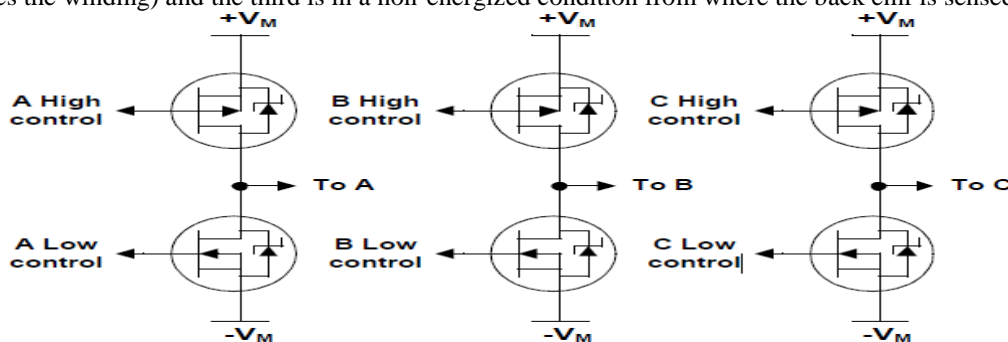 es the winding) and the third is in a non-energized condition from where the back emf is sensed
+VM +VM +VM
A High control B High control C High control
To A To B To C
A Low control B Low control C Low control
-VM -VM -VM